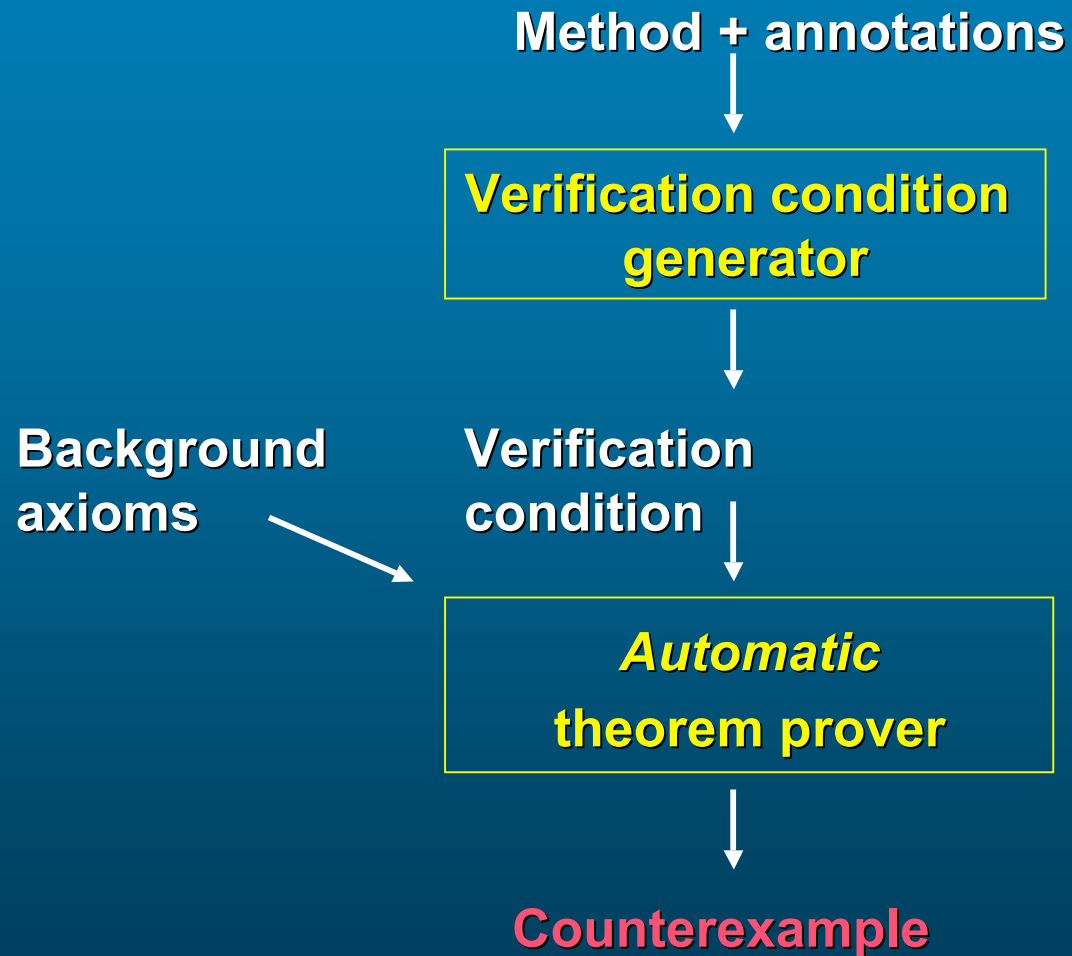 Method + annotations
Verification condition
generator
Background
axioms
Verification
condition
Automatic
theorem prover
Counterexample